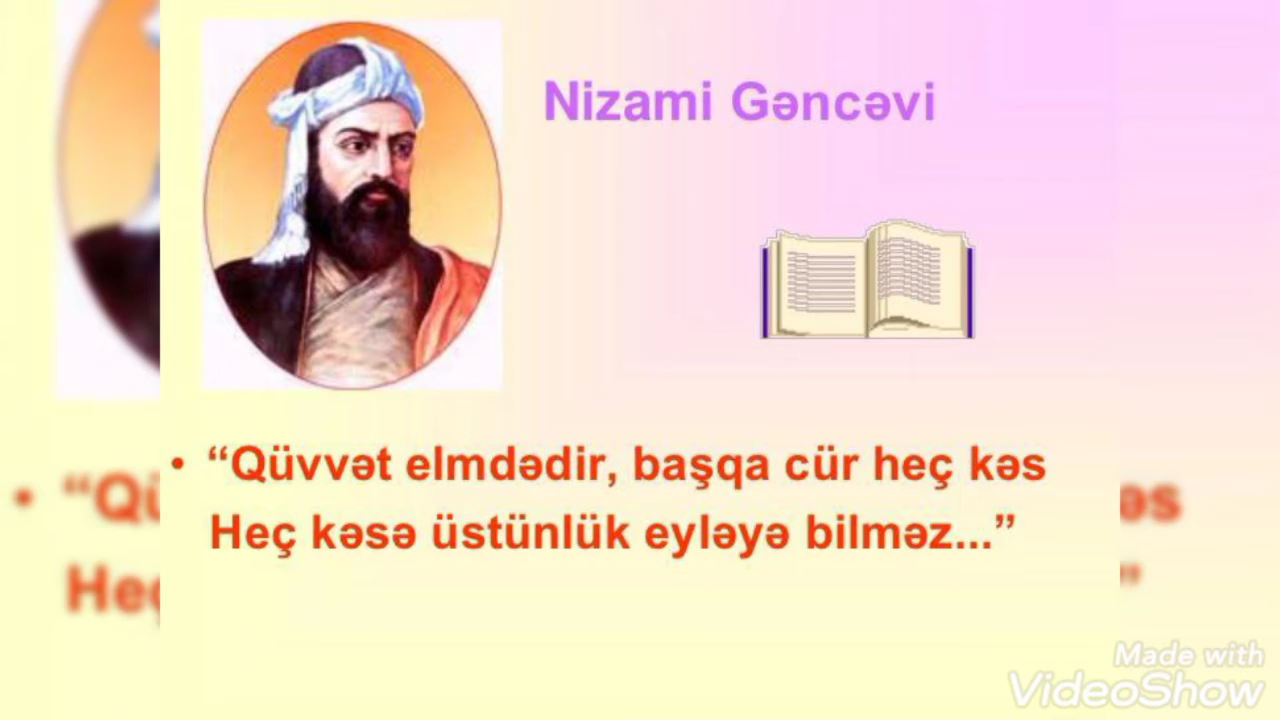 Nizami Gəncəvi
• “Qüvvət elmdədir, başqa cür heç kəs
Heç kəsə üstünlük eyləyə bilməz...”
Made with
VideoShow